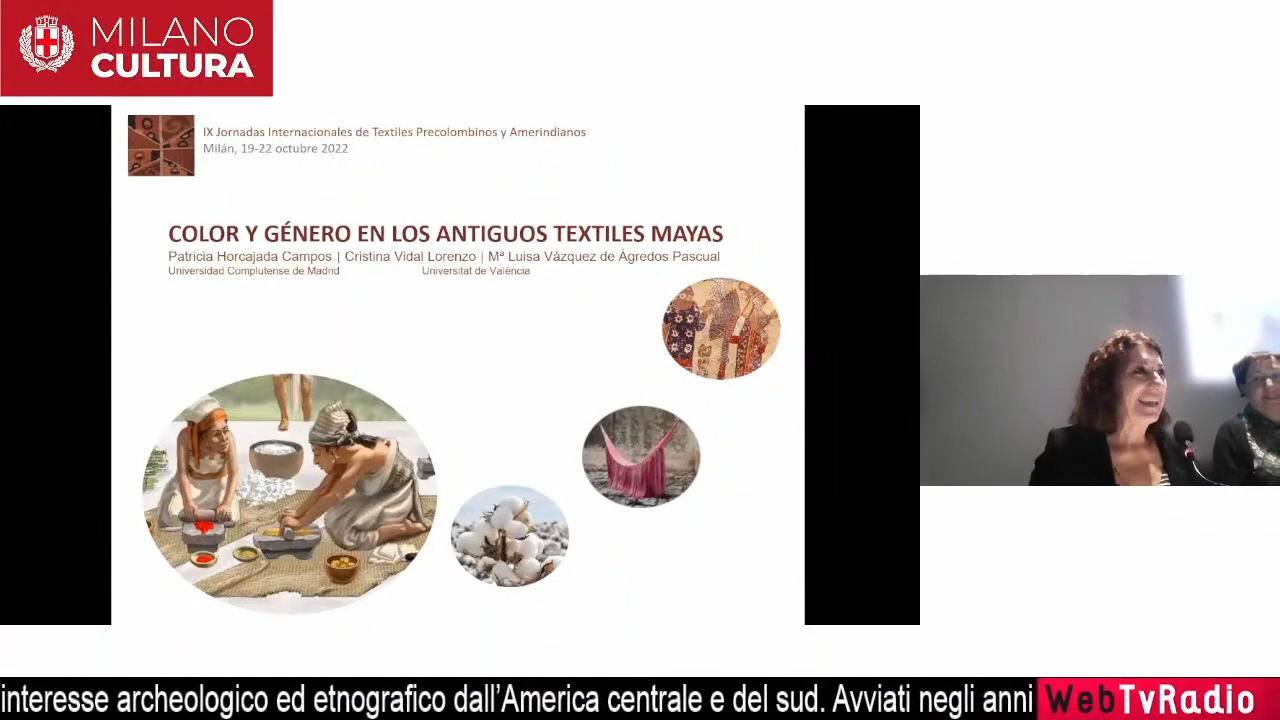 MILANO
CULTURA
IX Jornadas Internacionales de Textiles Precolombinos y Amerindianos
Milán, 19-22 octubre 2022
COLOR Y GÉNERO EN LOS ANTIGUOS TEXTILES MAYAS
Patricia Horcajada Campos | Cristina Vidal Lorenzo | Mª Luisa Vázquez de Ágredos Pascual
Universidad Complutense de Madrid Universitat de València
interesse archeologico ed etnografico dall'America centrale e del sud. Avviati negli anni
WebTvRadio